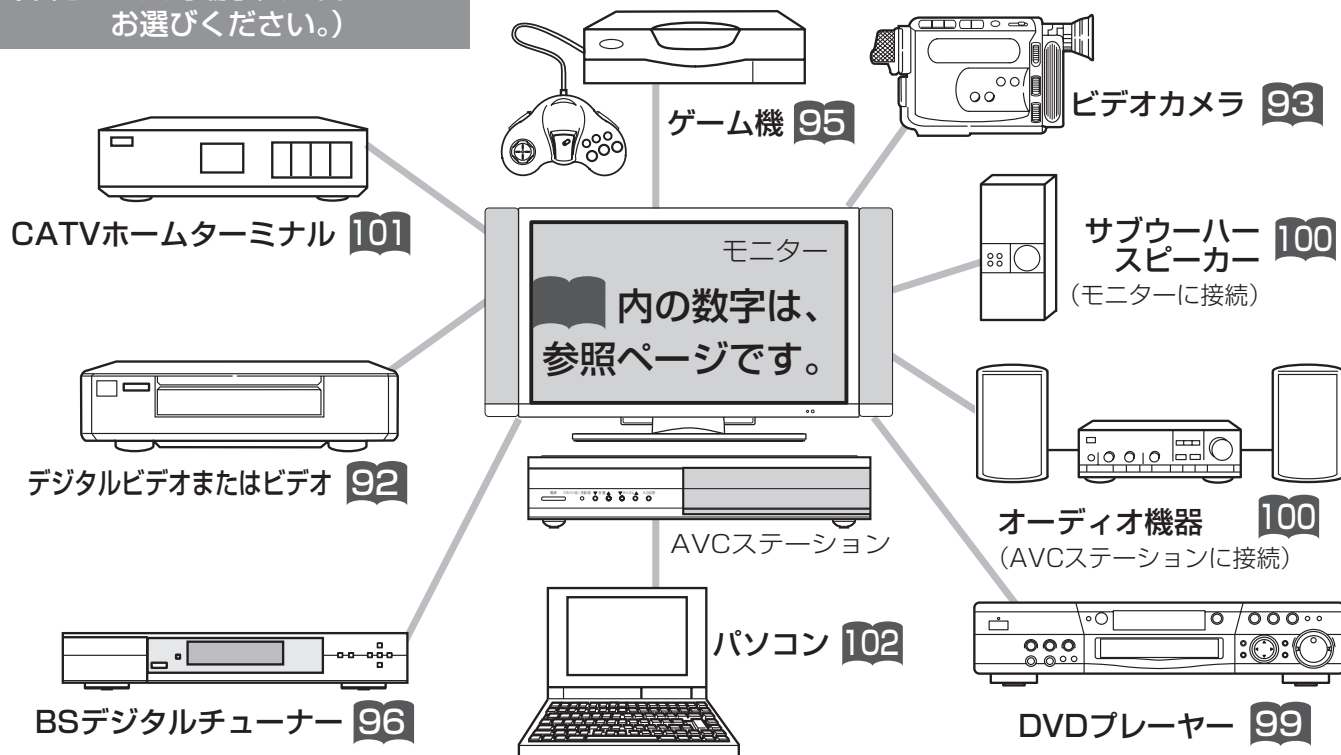 お選びください。）
ゲーム機 95
ビデオカメラ 93
CATVホームターミナル 101
モニター
内の数字は、
参照ページです。
サブウーハー
スピーカー 100
（モニターに接続）
デジタルビデオまたはビデオ 92
AVCステーション
オーディオ機器 100
（AVCステーションに接続）
パソコン 102
BSデジタルチューナー 96
DVDプレーヤー 99